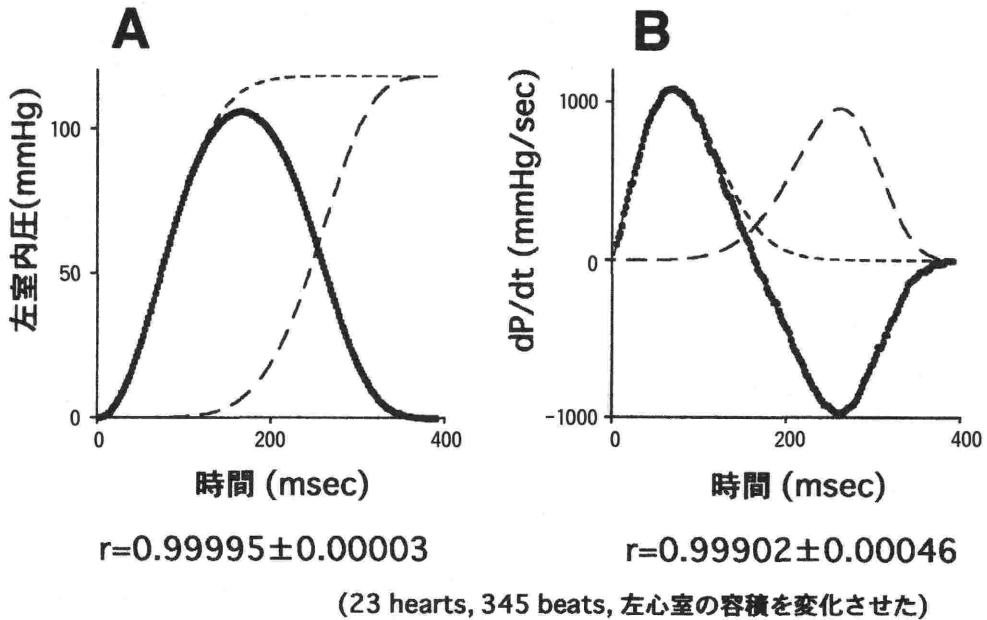 A
B
左室内圧(mmHg)
100
50
0
0
200
400
時間 (msec)
dP/dt (mmHg/sec)
1000
0
-1000
0
200
400
時間 (msec)
r=0.99995±0.00003
r=0.99902±0.00046
(23 hearts, 345 beats, 左心室の容積を変化させた)